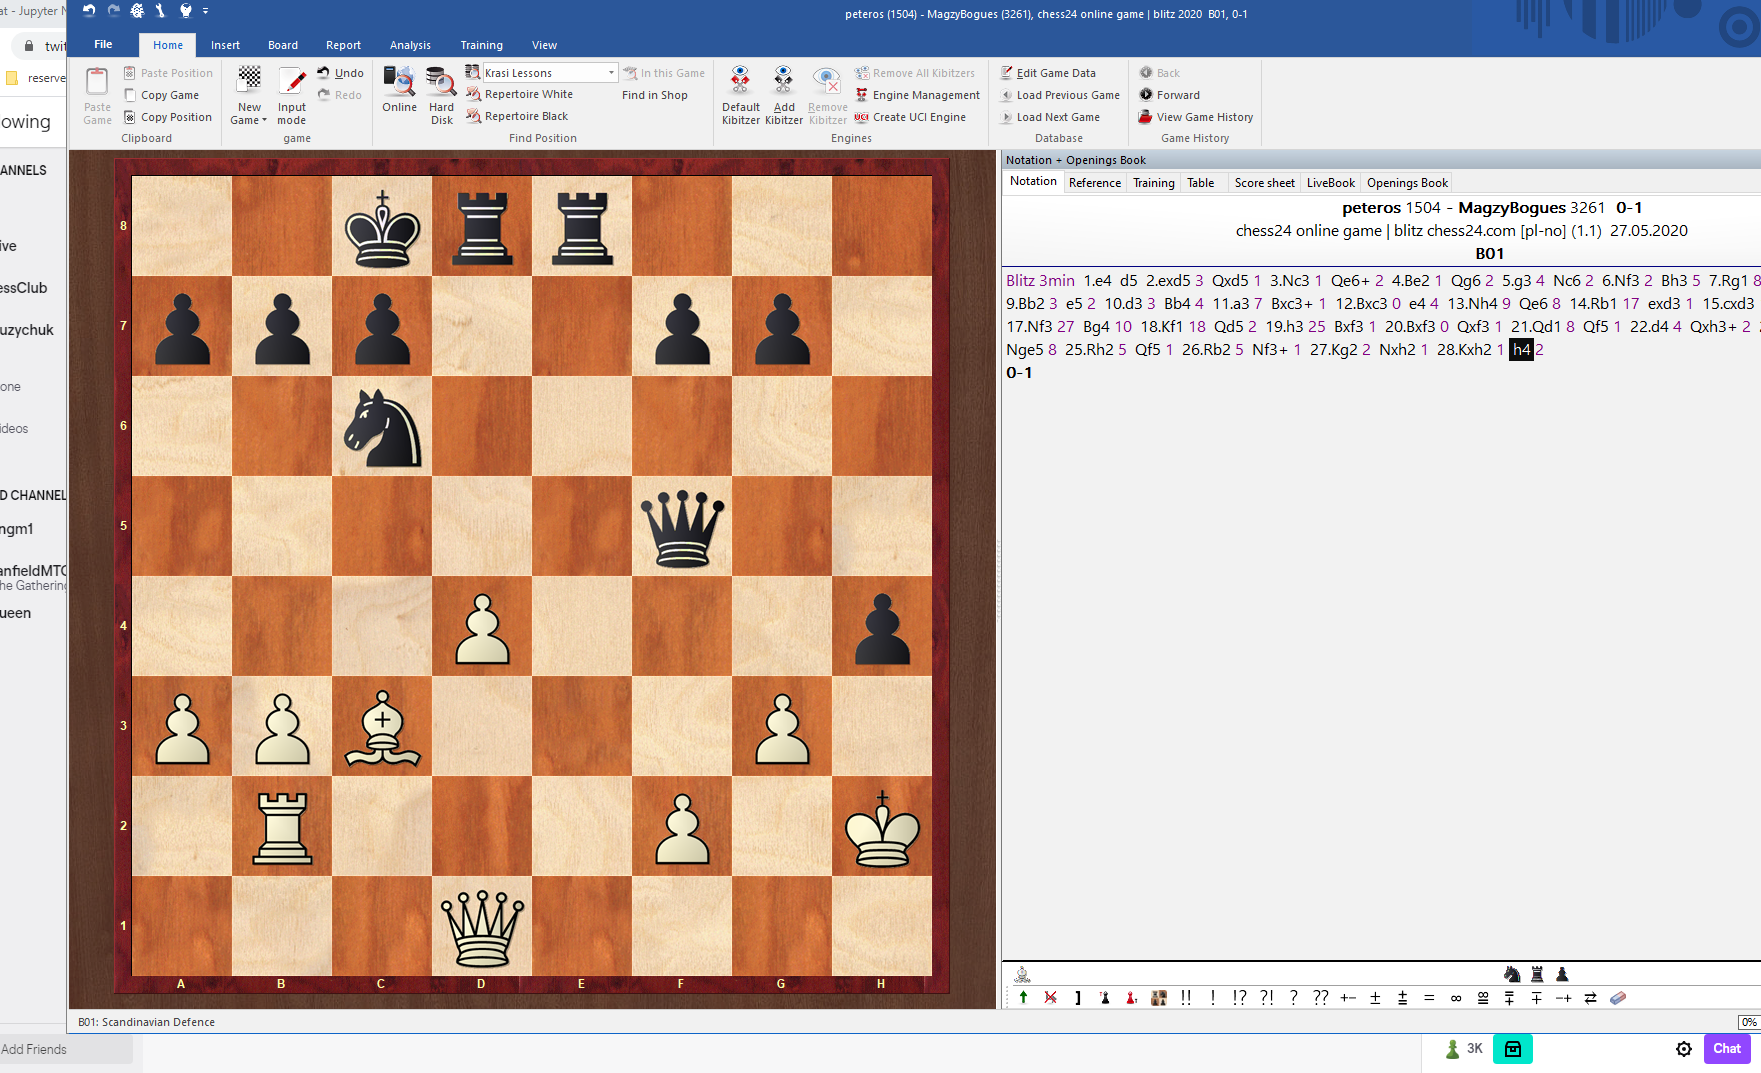 at - Jupyter N
peteros (1504) - MagzyBogues (3261), chess24 online game | blitz 2020 B01, 0-1
twit
File Home Insert Board Report Analysis Training View
reserve
Paste Game
Paste Position
Copy Game
Copy Position
Clipboard
New Game
Input mode
Undo
Redo
game
Online
Hard Disk
Krasi Lessons
Repertoire White
Repertoire Black
In this Game
Find in Shop
Find Position
Default Kibitzer
Add Kibitzer
Remove Kibitzer
Remove All Kibitzers
Engine Management
Create UCI Engine
Engines
Edit Game Data
Load Previous Game
Load Next Game
Database
Back
Forward
View Game History
Game History
owing
ANNELS
ive
essClub
uzychuk
one
ideos
D CHANNEL
ngm1
anfieldMTG
he Gathering
ueen
Add Friends
8
7
6
5
4
3
2
1
A B C D E F G H
B01: Scandinavian Defence
Notation + Openings Book
Notation Reference Training Table Score sheet LiveBook Openings Book
peteros 1504 - MagzyBogues 3261 0-1
chess24 online game | blitz chess24.com [pl-no] (1.1) 27.05.2020
B01
Blitz 3min 1.e4 d5 2.exd5 3 Qxd5 1 3.Nc3 1 Qe6+ 2 4.Be2 1 Qg6 2 5.g3 4 Nc6 2 6.Nf3 2 Bh3 5 7.Rg1 8
9.Bb2 3 e5 2 10.d3 3 Bb4 4 11.a3 7 Bxc3+ 1 12.Bxc3 0 e4 4 13.Nh4 9 Qe6 8 14.Rb1 17 exd3 1 15.cxd3
17.Nf3 27 Bg4 10 18.Kf1 18 Qd5 2 19.h3 25 Bxf3 1 20.Bxf3 0 Qxf3 1 21.Qd1 8 Qf5 1 22.d4 4 Qxh3+ 2
Nge5 8 25.Rh2 5 Qf5 1 26.Rb2 5 Nf3+ 1 27.Kg2 2 Nxh2 1 28.Kxh2 1 h4 2
0-1
] !! ! !? ?! ? ?? +- ± ⩲ = ∞ ⩱ ∓ -+
0%
3K
Chat